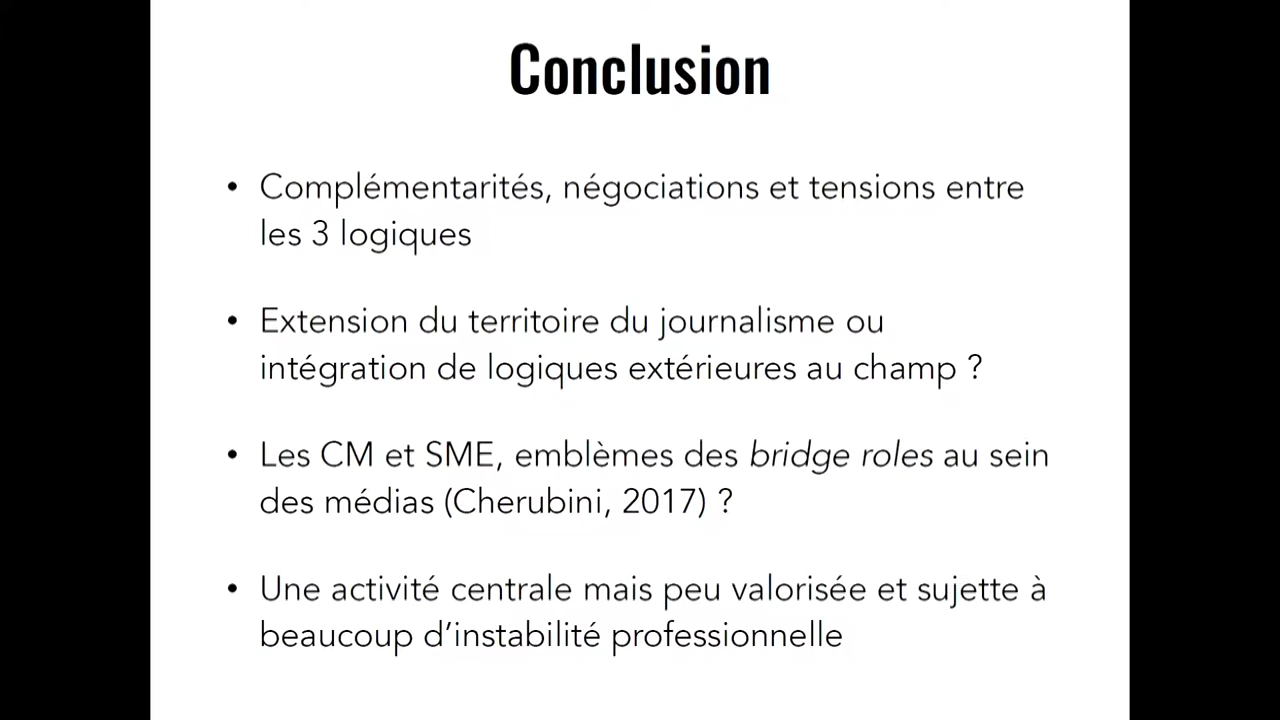 Conclusion
• Complémentarités, négociations et tensions entre
les 3 logiques
• Extension du territoire du journalisme ou
intégration de logiques extérieures au champ ?
• Les CM et SME, emblèmes des bridge roles au sein
des médias (Cherubini, 2017) ?
• Une activité centrale mais peu valorisée et sujette à
beaucoup d’instabilité professionnelle